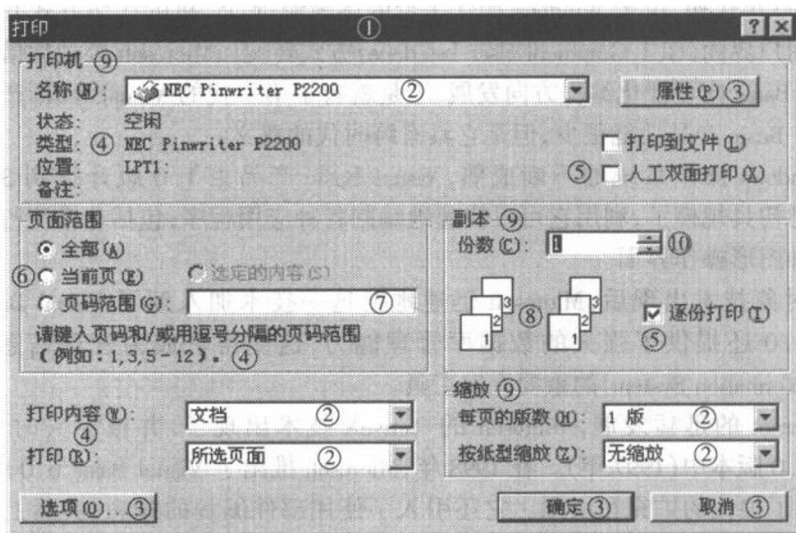 打印 ①
打印机 ⑨
名称(N): NEC Pinwriter P2200 ② 属性(P) ③
状态: 空闲
类型: ④ NEC Pinwriter P2200 打印到文件(L)
位置: LPT1: ⑤ 人工双面打印(X)
备注:
页面范围 副本 ⑨
全部(A) 份数(C): 1 ⑩
⑥ 当前页(E) 选定的内容(S)
页码范围(G) ⑦ ⑧ 1 2 3 1 2 3 逐份打印(T)
请键入页码和/或用逗号分隔的页码范围 ⑤
(例如:1,3,5-12)。④
缩放 ⑨
打印内容(W): 文档 ② 每页的版数(H): 1 版 ②
④
打印(R): 所选页面 ② 按纸型缩放(Z): 无缩放 ②
选项(O)... ③ 确定 ③ 取消 ③